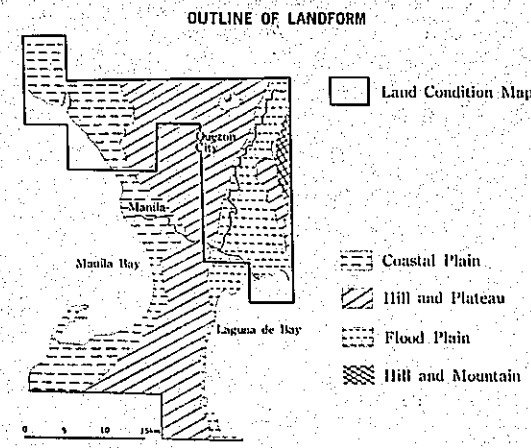 OUTLINE OF LANDFORM
Land Condition Map
Quezon
City
Manila
Manila Bay
Laguna de Bay
Coastal Plain
Hill and Plateau
Flood Plain
Hill and Mountain
0 5 10 15km